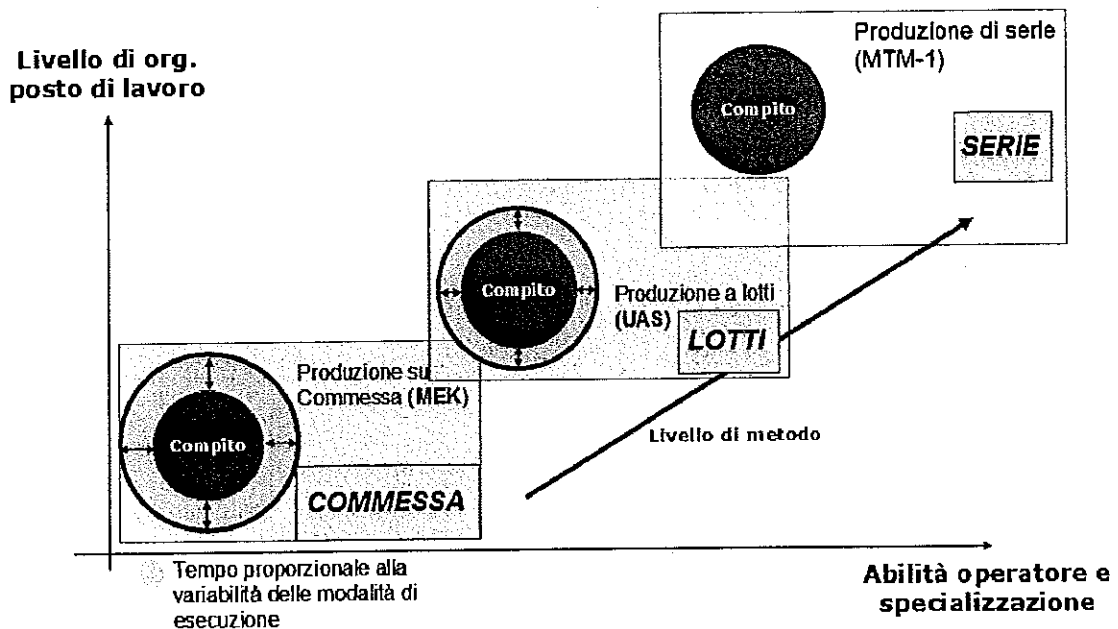 Livello di org.
posto di lavoro
Produzione di serie
(MTM-1)
Compito
SERIE
Compito
Produzione a lotti
(UAS)
LOTTI
Produzione su
Commessa (MEK)
Compito
Livello di metodo
COMMESSA
Tempo proporzionale alla
variabilità delle modalità di
esecuzione
Abilità operatore e
specializzazione